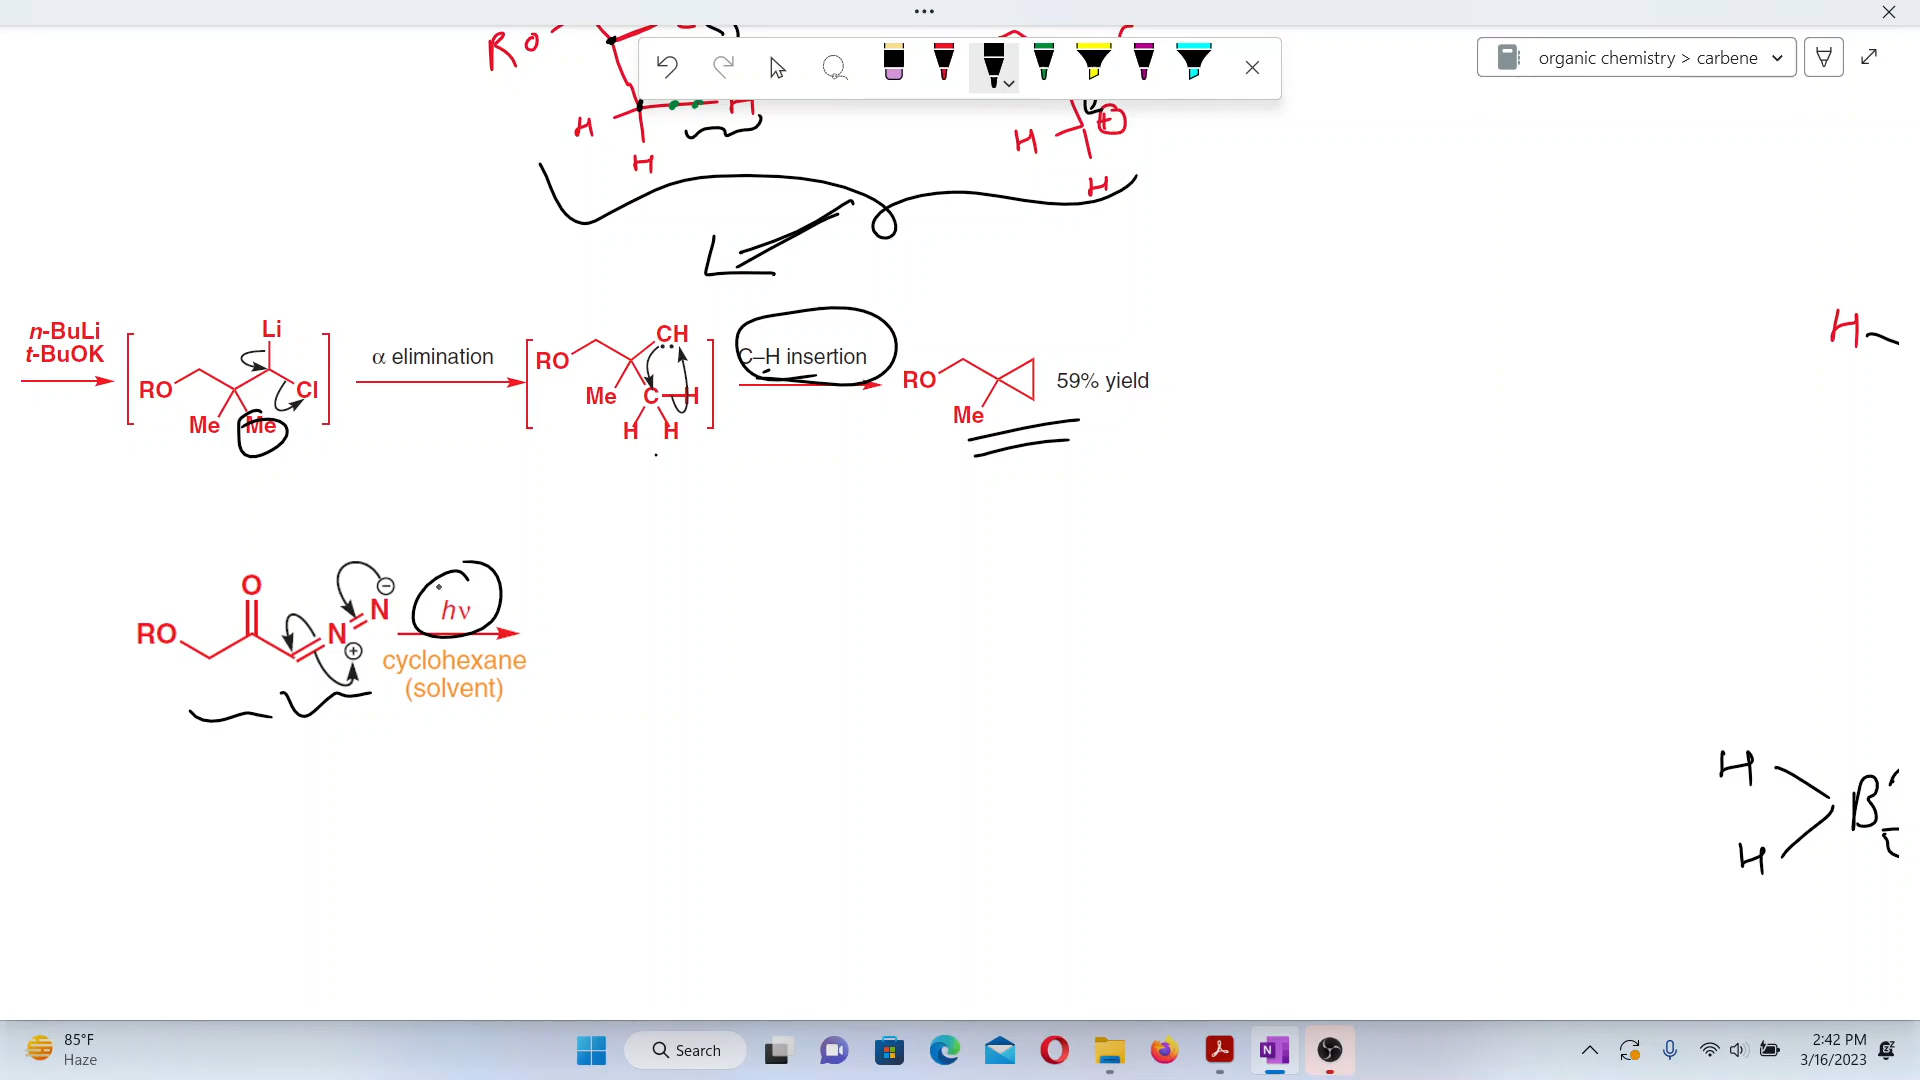 organic chemistry > carbene
RO
H
H
H
H
+
H
H
n-BuLi
t-BuOK
Li
RO
Cl
Me
Me
α elimination
CH
RO
Me
C
H
H
H
C–H insertion
RO
Me
59% yield
H
O
RO
N
N
hν
cyclohexane
(solvent)
H
B
H
85°F
Haze
Search
2:42 PM
3/16/2023